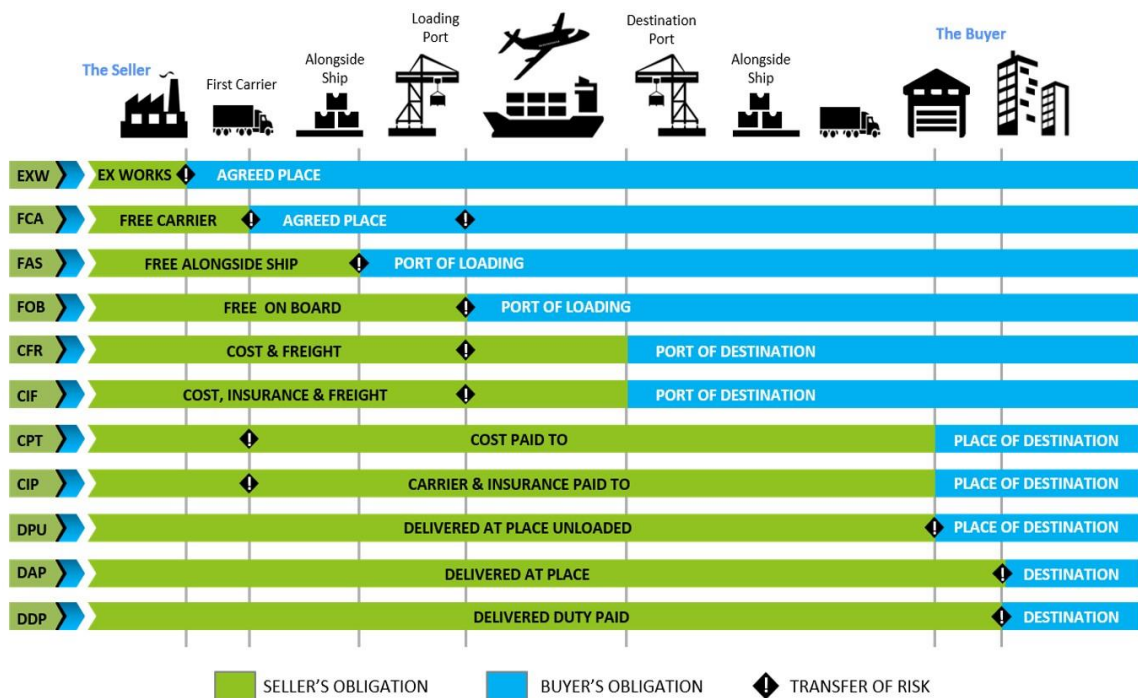 The Seller
First Carrier
Alongside
Ship
Loading
Port
Destination
Port
Alongside
Ship
The Buyer
EXW EX WORKS ! AGREED PLACE
FCA FREE CARRIER ! AGREED PLACE !
FAS FREE ALONGSIDE SHIP ! PORT OF LOADING
FOB FREE ON BOARD ! PORT OF LOADING
CFR COST & FREIGHT ! PORT OF DESTINATION
CIF COST, INSURANCE & FREIGHT ! PORT OF DESTINATION
CPT ! COST PAID TO PLACE OF DESTINATION
CIP ! CARRIER & INSURANCE PAID TO PLACE OF DESTINATION
DPU DELIVERED AT PLACE UNLOADED ! PLACE OF DESTINATION
DAP DELIVERED AT PLACE ! DESTINATION
DDP DELIVERED DUTY PAID ! DESTINATION
SELLER'S OBLIGATION BUYER'S OBLIGATION ! TRANSFER OF RISK